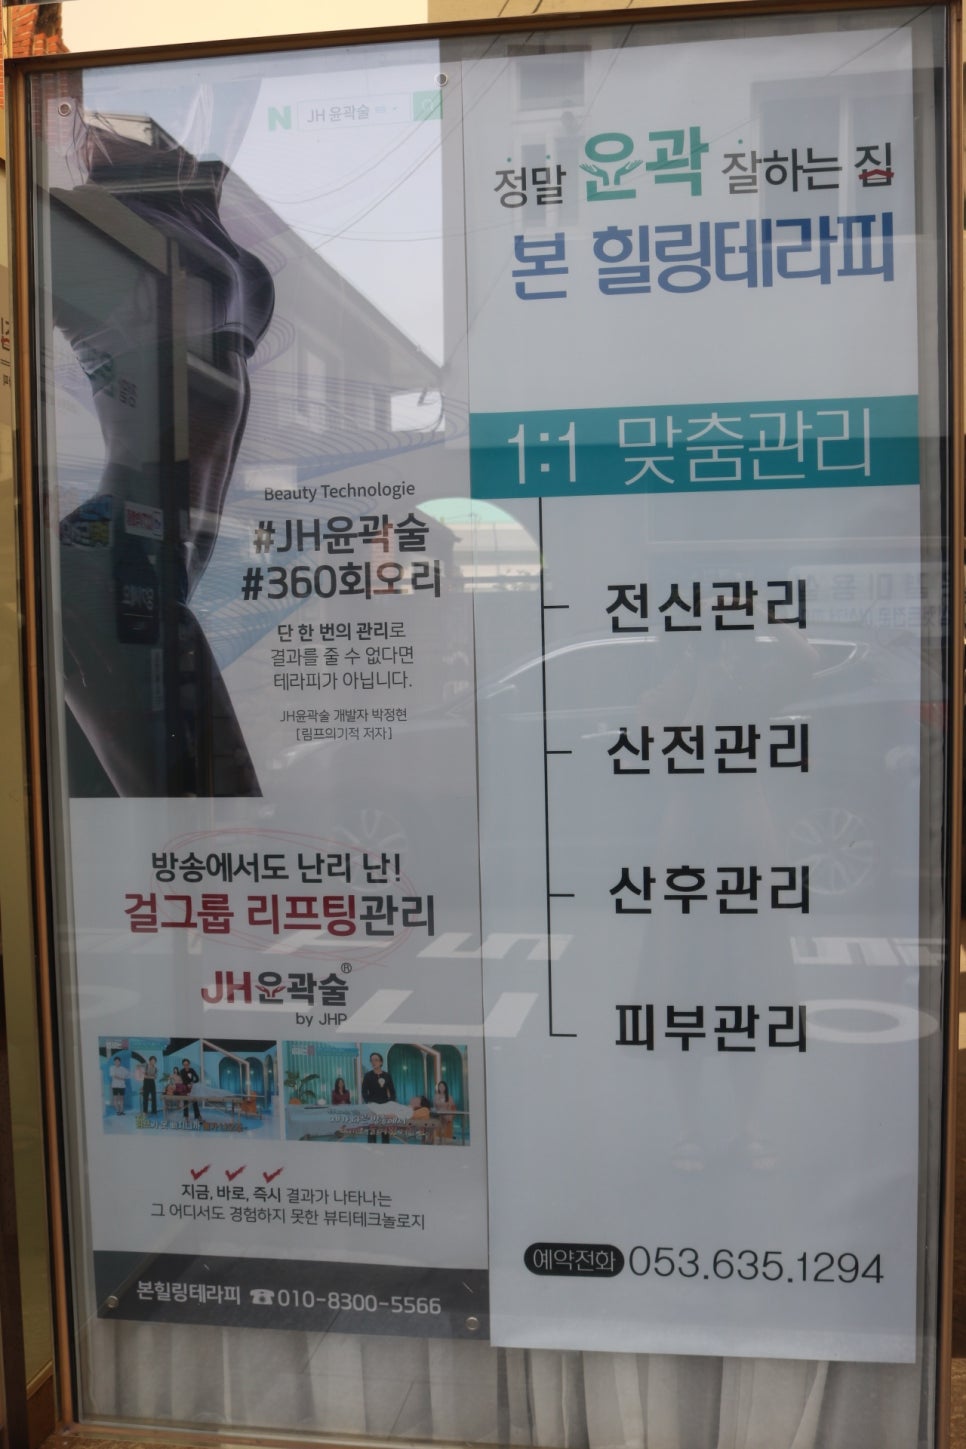 N JH 윤곽술
Beauty Technologie
#JH윤곽술
#360회오리
단 한 번의 관리로
결과를 줄 수 없다면
테라피가 아닙니다.
JH윤곽술 개발자 박정현
[림프의기적 저자]
방송에서도 난리 난!
걸그룹 리프팅관리
JH윤곽술®
by JHP
지금, 바로, 즉시 결과가 나타나는
그 어디서도 경험하지 못한 뷰티테크놀로지
본힐링테라피 ☎010-8300-5566
정말 윤곽 잘하는 집
본 힐링테라피
1:1 맞춤관리
전신관리
산전관리
산후관리
피부관리
예약전화 053.635.1294